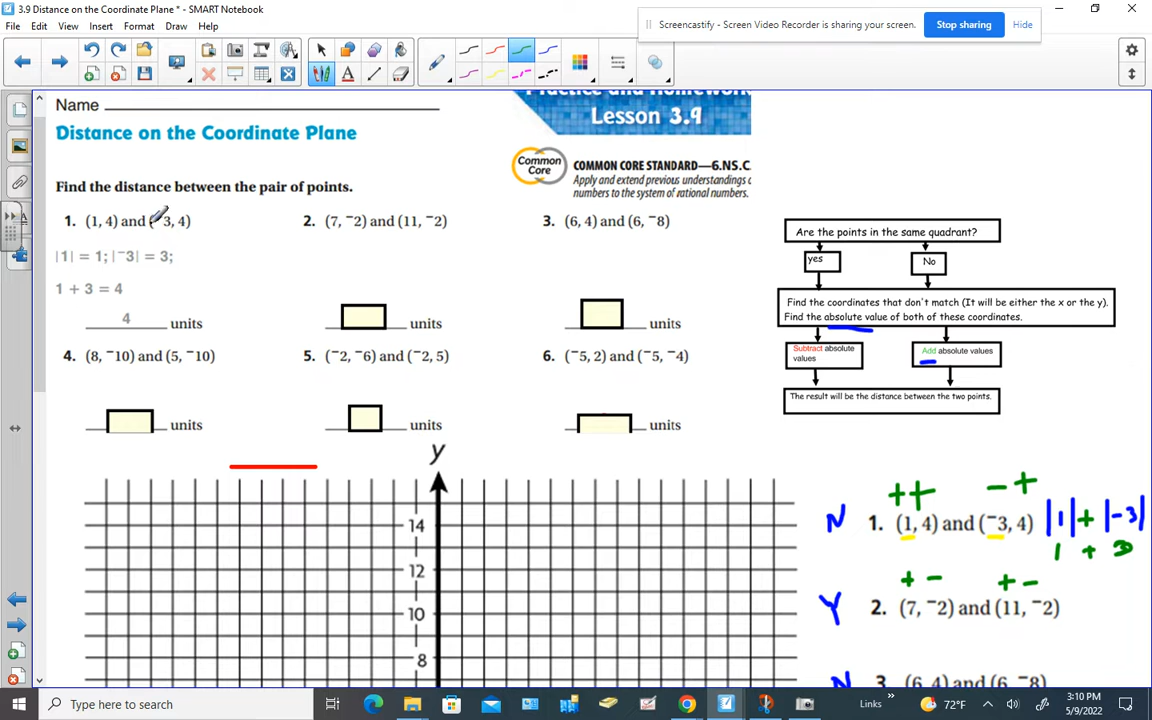 3.9 Distance on the Coordinate Plane * - SMART Notebook
Screencastify - Screen Video Recorder is sharing your screen.
Stop sharing
Hide
File Edit View Insert Format Draw Help
Name
Practice and Homework
Lesson 3.9
Distance on the Coordinate Plane
Common Core
COMMON CORE STANDARD—6.NS.C.
Apply and extend previous understandings
numbers to the system of rational numbers.
Find the distance between the pair of points.
1. (1, 4) and (⁻3, 4)
2. (7, ⁻2) and (11, ⁻2)
3. (6, 4) and (6, ⁻8)
|1| = 1; |⁻3| = 3;
1 + 3 = 4
4 units
units
units
4. (8, ⁻10) and (5, ⁻10)
5. (⁻2, ⁻6) and (⁻2, 5)
6. (⁻5, 2) and (⁻5, ⁻4)
units
units
units
Are the points in the same quadrant?
yes
No
Find the coordinates that don't match (It will be either the x or the y).
Find the absolute value of both of these coordinates.
Subtract absolute values
Add absolute values
The result will be the distance between the two points.
y
14
12
10
8
++ −+
N 1. (1, 4) and (⁻3, 4) |1|+|−3|
1 + 3
+ − + −
Y 2. (7, ⁻2) and (11, ⁻2)
N 3. (6, 4) and (6, ⁻8)
Type here to search
Links
72°F
3:10 PM
5/9/2022